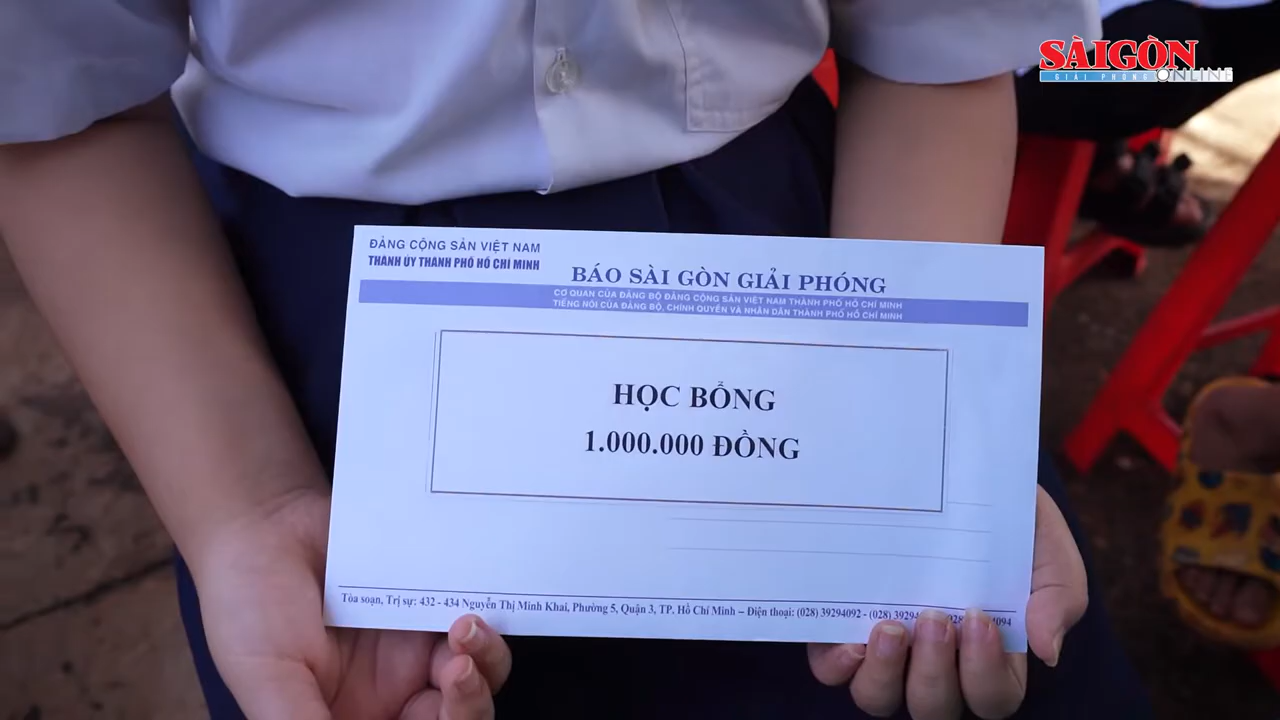 SÀIGÒN
GIẢI PHÓNG ONLINE
ĐẢNG CỘNG SẢN VIỆT NAM
THÀNH ỦY THÀNH PHỐ HỒ CHÍ MINH
BÁO SÀI GÒN GIẢI PHÓNG
CƠ QUAN CỦA ĐẢNG BỘ ĐẢNG CỘNG SẢN VIỆT NAM THÀNH PHỐ HỒ CHÍ MINH
TIẾNG NÓI CỦA ĐẢNG BỘ, CHÍNH QUYỀN VÀ NHÂN DÂN THÀNH PHỐ HỒ CHÍ MINH
HỌC BỔNG
1.000.000 ĐỒNG
Tòa soạn, Trị sự: 432 - 434 Nguyễn Thị Minh Khai, Phường 5, Quận 3, TP. Hồ Chí Minh – Điện thoại: (028) 39294092 - (028)